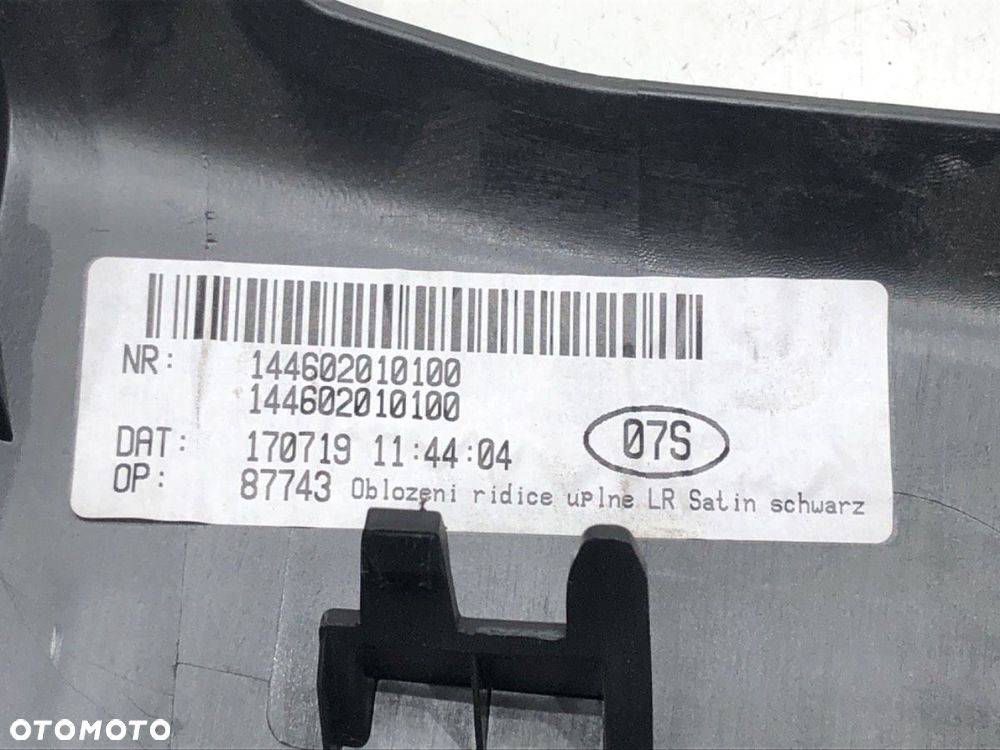 NR: 144602010100
144602010100
DAT: 170719 11:44:04
07S
OP: 87743 Oblozeni ridice uplne LR Satin schwarz
OTOMOTO